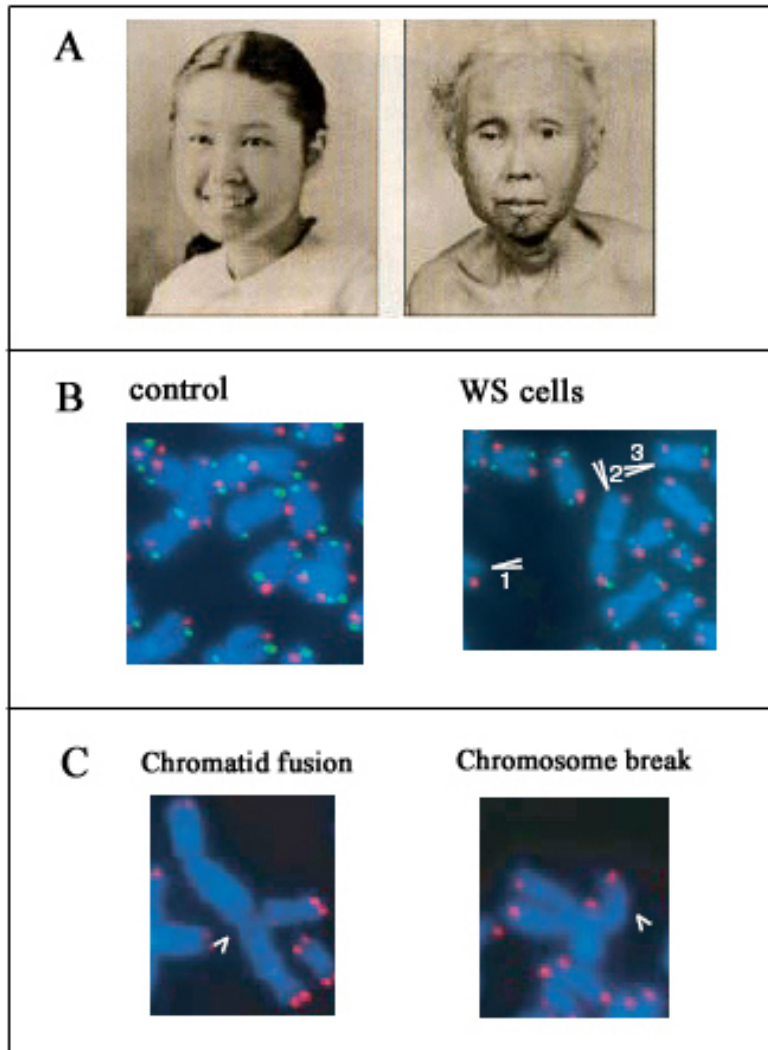 A
B
control
WS cells
1
2
3
C
Chromatid fusion
Chromosome break